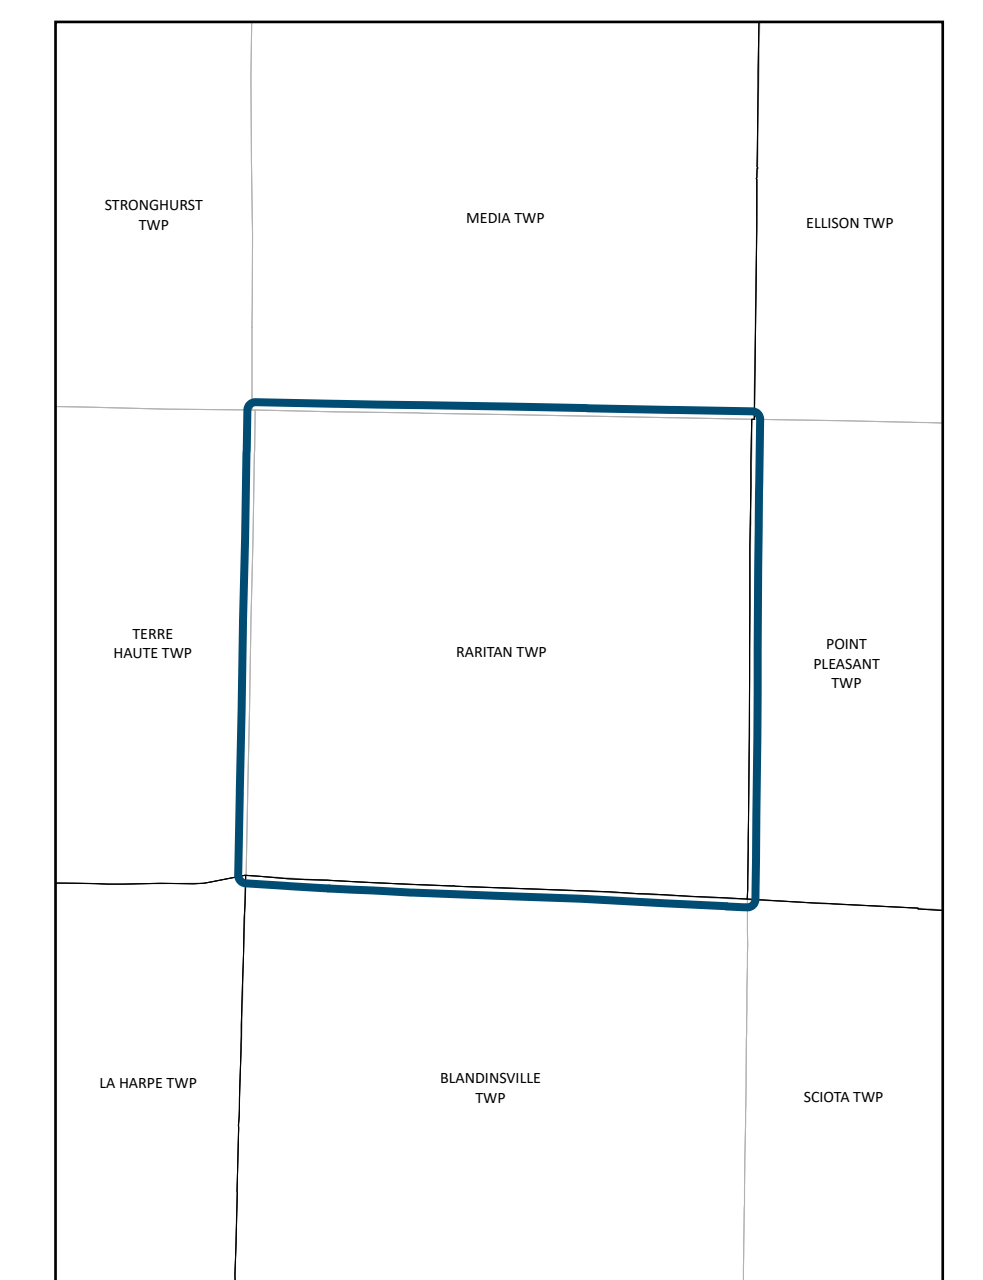 STRONGHURST
TWP
MEDIA TWP
ELLISON TWP
TERRE
HAUTE TWP
RARITAN TWP
POINT
PLEASANT
TWP
LA HARPE TWP
BLANDINSVILLE
TWP
SCIOTA TWP